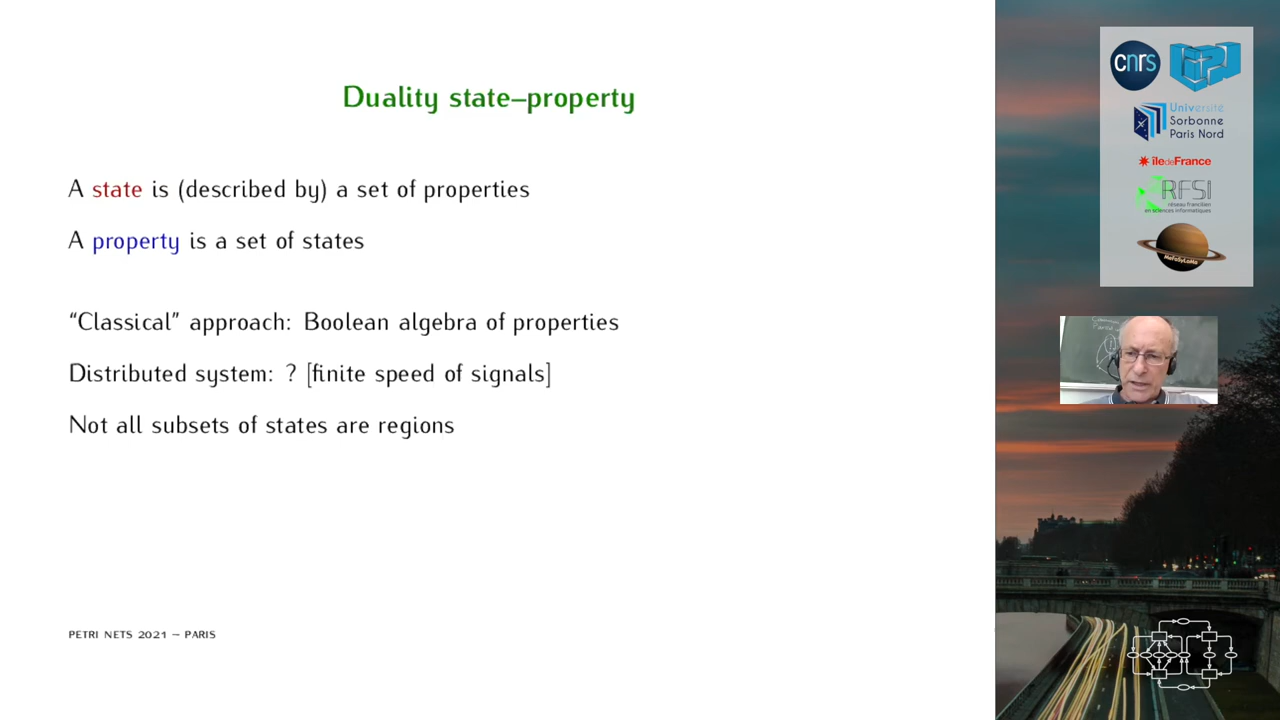 Duality state–property
A state is (described by) a set of properties
A property is a set of states
“Classical” approach: Boolean algebra of properties
Distributed system: ? [finite speed of signals]
Not all subsets of states are regions
PETRI NETS 2021 – PARIS
cnrs
Université
Sorbonne
Paris Nord
îledeFrance
RFSI
réseau francilien
en sciences informatiques
MeFoSyLoMa